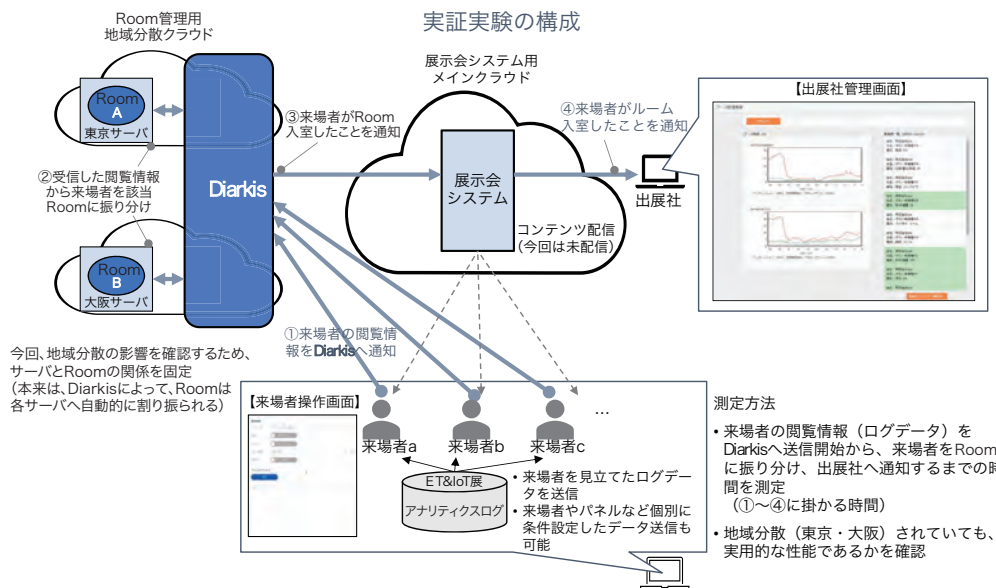 実証実験の構成
Room管理用
地域分散クラウド
Room
A
東京サーバ
②受信した閲覧情報
から来場者を該当
Roomに振り分け
Room
B
大阪サーバ
Diarkis
③来場者がRoom
入室したことを通知
展示会システム用
メインクラウド
展示会
システム
コンテンツ配信
(今回は未配信)
④来場者がルーム
入室したことを通知
出展社
【出展社管理画面】
①来場者の閲覧情
報をDiarkisへ通知
今回、地域分散の影響を確認するため、
サーバとRoomの関係を固定
(本来は、Diarkisによって、Roomは
各サーバへ自動的に割り振られる)
【来場者操作画面】
来場者a
来場者b
来場者c
…
ET&IoT展
アナリティクスログ
・来場者を見立てたログデー
タを送信
・来場者やパネルなど個別に
条件設定したデータ送信も
可能
測定方法
・来場者の閲覧情報（ログデータ）を
Diarkisへ送信開始から、来場者をRoom
に振り分け、出展社へ通知するまでの時
間を測定
（①～④に掛かる時間）
・地域分散（東京・大阪）されていても、
実用的な性能であるかを確認